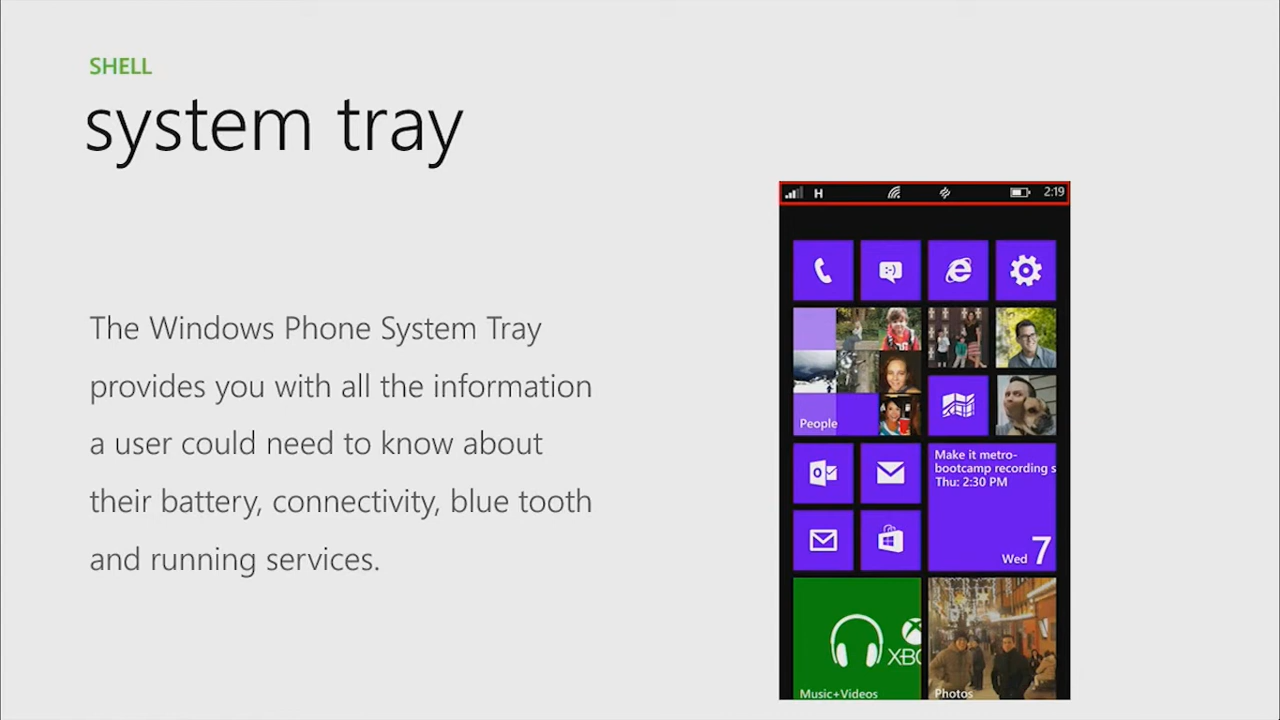 SHELL
system tray
The Windows Phone System Tray
provides you with all the information
a user could need to know about
their battery, connectivity, blue tooth
and running services.
H
2:19
People
Make it metro-
bootcamp recording s
Thu: 2:30 PM
Wed 7
XBO
Music+Videos
Photos